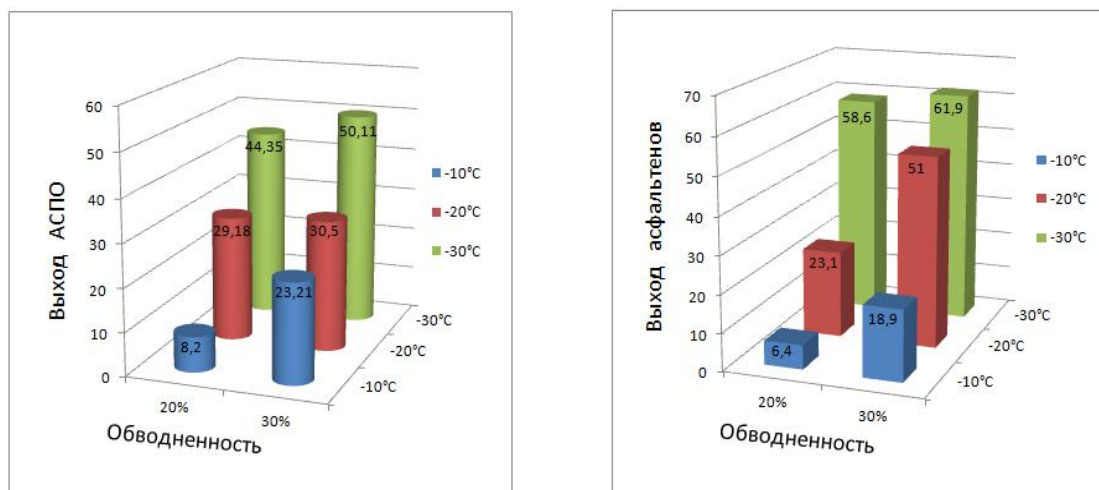 60
50
40
30
20
10
0
Выход АСПО
44,35
50,11
29,18
30,5
8,2
23,21
20%
30%
Обводненность
-10°C
-20°C
-30°C
-10°C
-20°C
-30°C
70
60
50
40
30
20
10
0
Выход асфальтенов
58,6
61,9
23,1
51
6,4
18,9
20%
30%
Обводненность
-10°C
-20°C
-30°C
-10°C
-20°C
-30°C